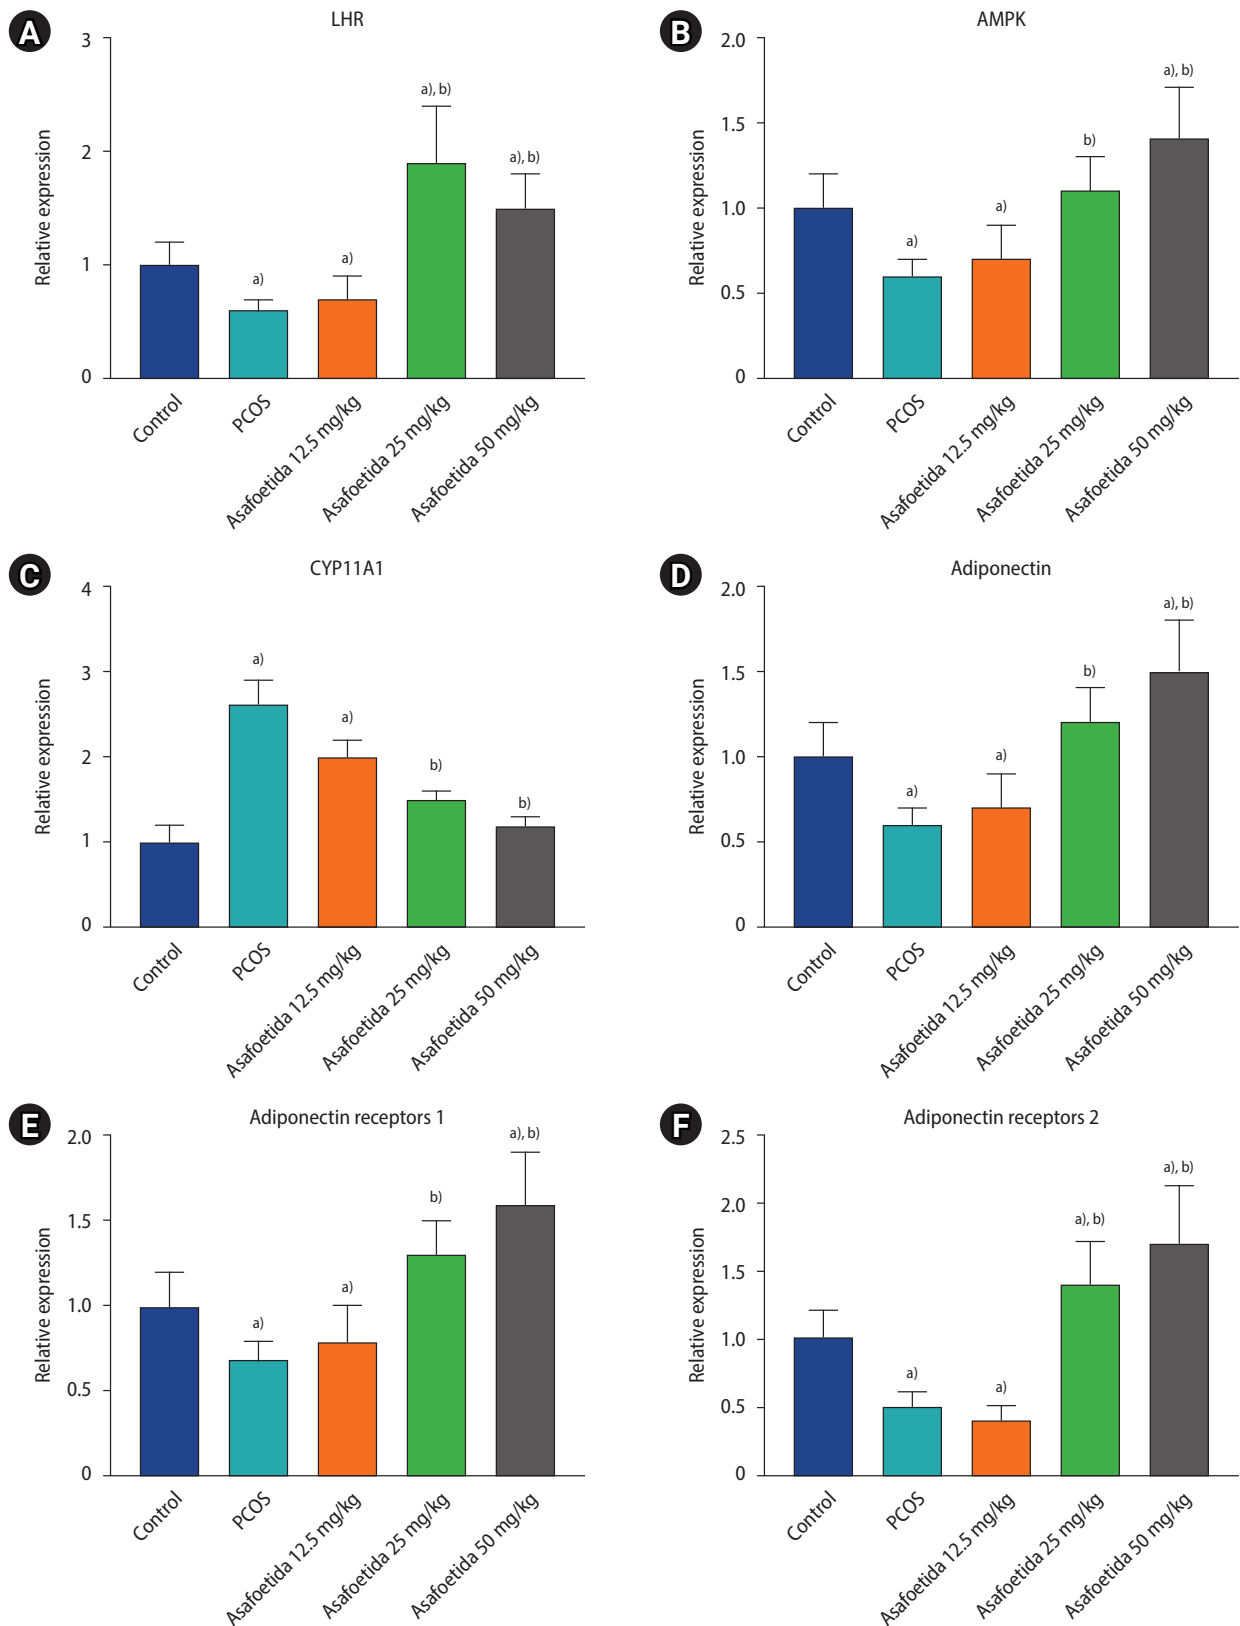 A
LHR
3
2
1
0
Relative expression
a)
a)
a), b)
a), b)
Control
PCOS
Asafoetida 12.5 mg/kg
Asafoetida 25 mg/kg
Asafoetida 50 mg/kg
B
AMPK
2.0
1.5
1.0
0.5
0
Relative expression
a)
a)
b)
a), b)
Control
PCOS
Asafoetida 12.5 mg/kg
Asafoetida 25 mg/kg
Asafoetida 50 mg/kg
C
CYP11A1
4
3
2
1
0
Relative expression
a)
a)
b)
b)
Control
PCOS
Asafoetida 12.5 mg/kg
Asafoetida 25 mg/kg
Asafoetida 50 mg/kg
D
Adiponectin
2.0
1.5
1.0
0.5
0
Relative expression
a)
a)
b)
a), b)
Control
PCOS
Asafoetida 12.5 mg/kg
Asafoetida 25 mg/kg
Asafoetida 50 mg/kg
E
Adiponectin receptors 1
2.0
1.5
1.0
0.5
0
Relative expression
a)
a)
b)
a), b)
Control
PCOS
Asafoetida 12.5 mg/kg
Asafoetida 25 mg/kg
Asafoetida 50 mg/kg
F
Adiponectin receptors 2
2.5
2.0
1.5
1.0
0.5
0
Relative expression
a)
a)
a), b)
a), b)
Control
PCOS
Asafoetida 12.5 mg/kg
Asafoetida 25 mg/kg
Asafoetida 50 mg/kg